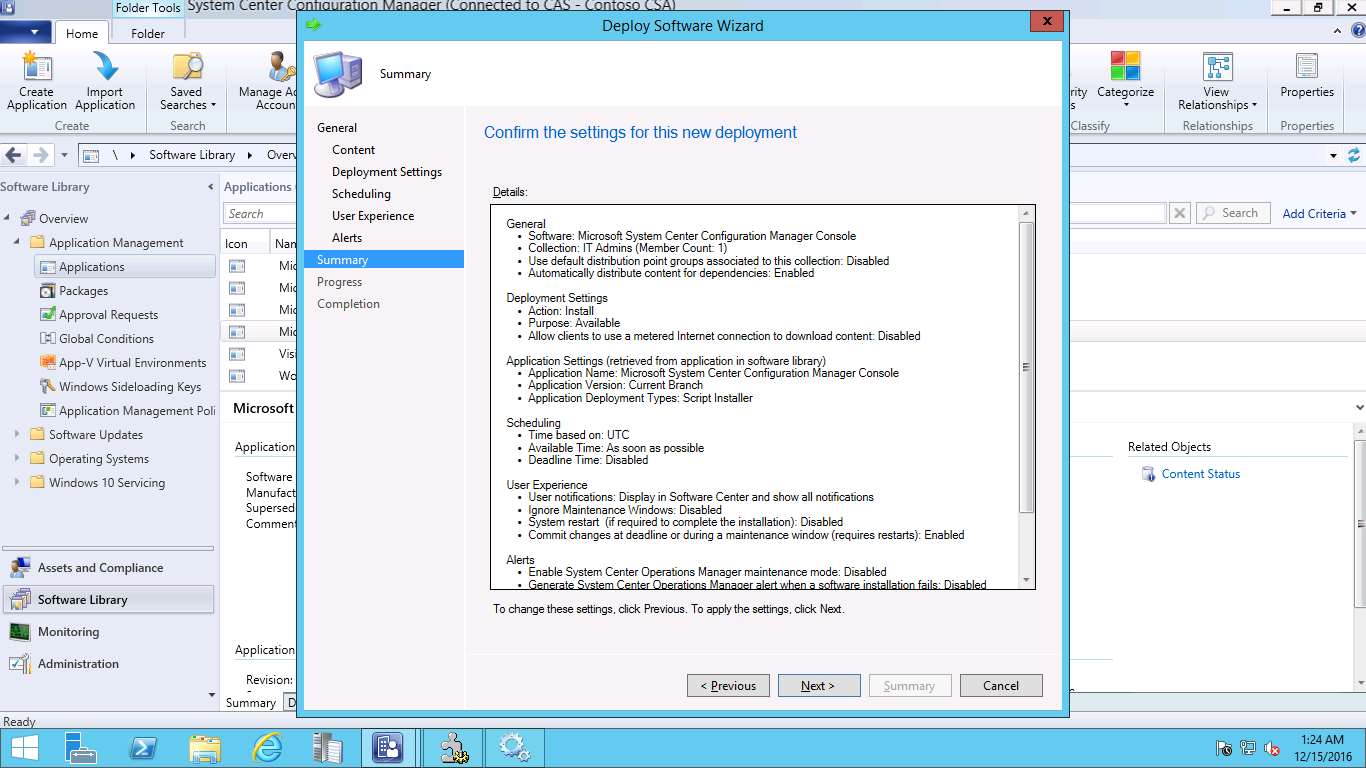 Folder Tools
System Center Configuration Manager (Connected to CAS - Contoso CSA)
Home
Folder
Create
Application
Import
Application
Saved
Searches
Manage Ac
Accoun
Categorize
View
Relationships
Properties
Create
Search
Classify
Relationships
Properties
\
Software Library
Overv
Software Library
Overview
Application Management
Applications
Packages
Approval Requests
Global Conditions
App-V Virtual Environments
Windows Sideloading Keys
Application Management Poli
Software Updates
Operating Systems
Windows 10 Servicing
Assets and Compliance
Software Library
Monitoring
Administration
Ready
Applications
Search
Search
Add Criteria
Icon
Nam
Mic
Mic
Mic
Mic
Visi
Wo
Microsoft
Application
Software
Manufact
Supersed
Comment
Application
Revision:
Summary
Related Objects
Content Status
Deploy Software Wizard
x
Summary
General
Content
Deployment Settings
Scheduling
User Experience
Alerts
Summary
Progress
Completion
Confirm the settings for this new deployment
Details:
General
• Software: Microsoft System Center Configuration Manager Console
• Collection: IT Admins (Member Count: 1)
• Use default distribution point groups associated to this collection: Disabled
• Automatically distribute content for dependencies: Enabled
Deployment Settings
• Action: Install
• Purpose: Available
• Allow clients to use a metered Internet connection to download content: Disabled
Application Settings (retrieved from application in software library)
• Application Name: Microsoft System Center Configuration Manager Console
• Application Version: Current Branch
• Application Deployment Types: Script Installer
Scheduling
• Time based on: UTC
• Available Time: As soon as possible
• Deadline Time: Disabled
User Experience
• User notifications: Display in Software Center and show all notifications
• Ignore Maintenance Windows: Disabled
• System restart (if required to complete the installation): Disabled
• Commit changes at deadline or during a maintenance window (requires restarts): Enabled
Alerts
• Enable System Center Operations Manager maintenance mode: Disabled
• Generate System Center Operations Manager alert when a software installation fails: Disabled
To change these settings, click Previous. To apply the settings, click Next.
< Previous
Next >
Summary
Cancel
1:24 AM
12/15/2016